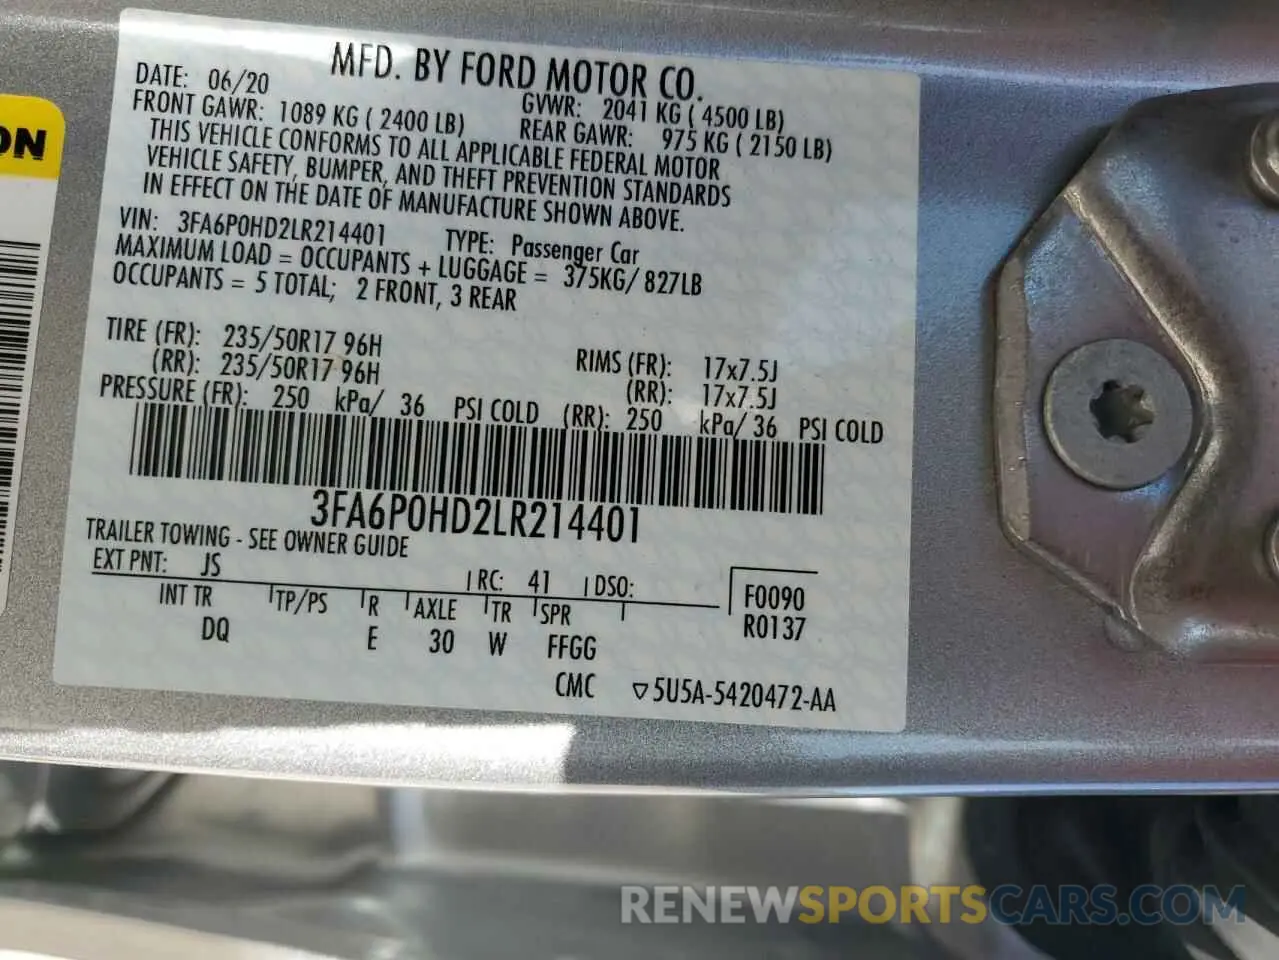 ON
MFD. BY FORD MOTOR CO.
DATE: 06/20 GVWR: 2041 KG ( 4500 LB)
FRONT GAWR: 1089 KG ( 2400 LB) REAR GAWR: 975 KG ( 2150 LB)
THIS VEHICLE CONFORMS TO ALL APPLICABLE FEDERAL MOTOR
VEHICLE SAFETY, BUMPER, AND THEFT PREVENTION STANDARDS
IN EFFECT ON THE DATE OF MANUFACTURE SHOWN ABOVE.
VIN: 3FA6P0HD2LR214401 TYPE: Passenger Car
MAXIMUM LOAD = OCCUPANTS + LUGGAGE = 375KG/ 827LB
OCCUPANTS = 5 TOTAL; 2 FRONT, 3 REAR
TIRE (FR): 235/50R17 96H RIMS (FR): 17x7.5J
(RR): 235/50R17 96H (RR): 17x7.5J
PRESSURE (FR): 250 kPa/ 36 PSI COLD (RR): 250 kPa/ 36 PSI COLD
3FA6P0HD2LR214401
TRAILER TOWING - SEE OWNER GUIDE
EXT PNT: JS RC: 41 DSO:
INT TR TP/PS R AXLE TR SPR F0090
DQ E 30 W FFGG R0137
CMC ▽5U5A-5420472-AA
RENEWSPORTSCARS.COM